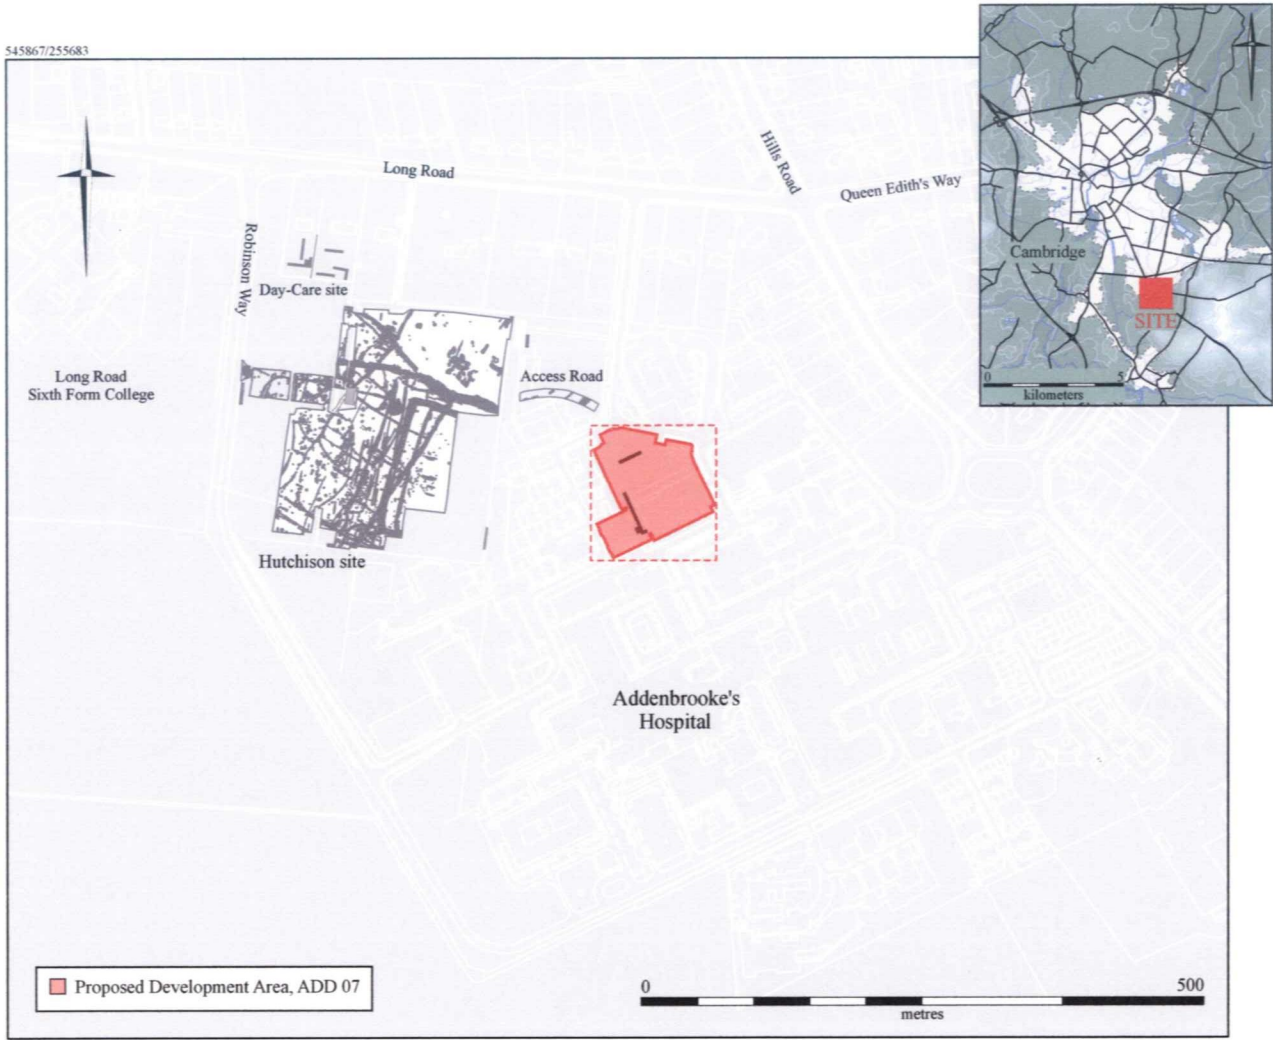 545867/255683
Long Road
Hills Road
Queen Edith's Way
Robinson Way
Day-Care site
Long Road
Sixth Form College
Access Road
Hutchison site
Addenbrooke's
Hospital
Proposed Development Area, ADD 07
0
500
metres
Cambridge
SITE
0
5
kilometers